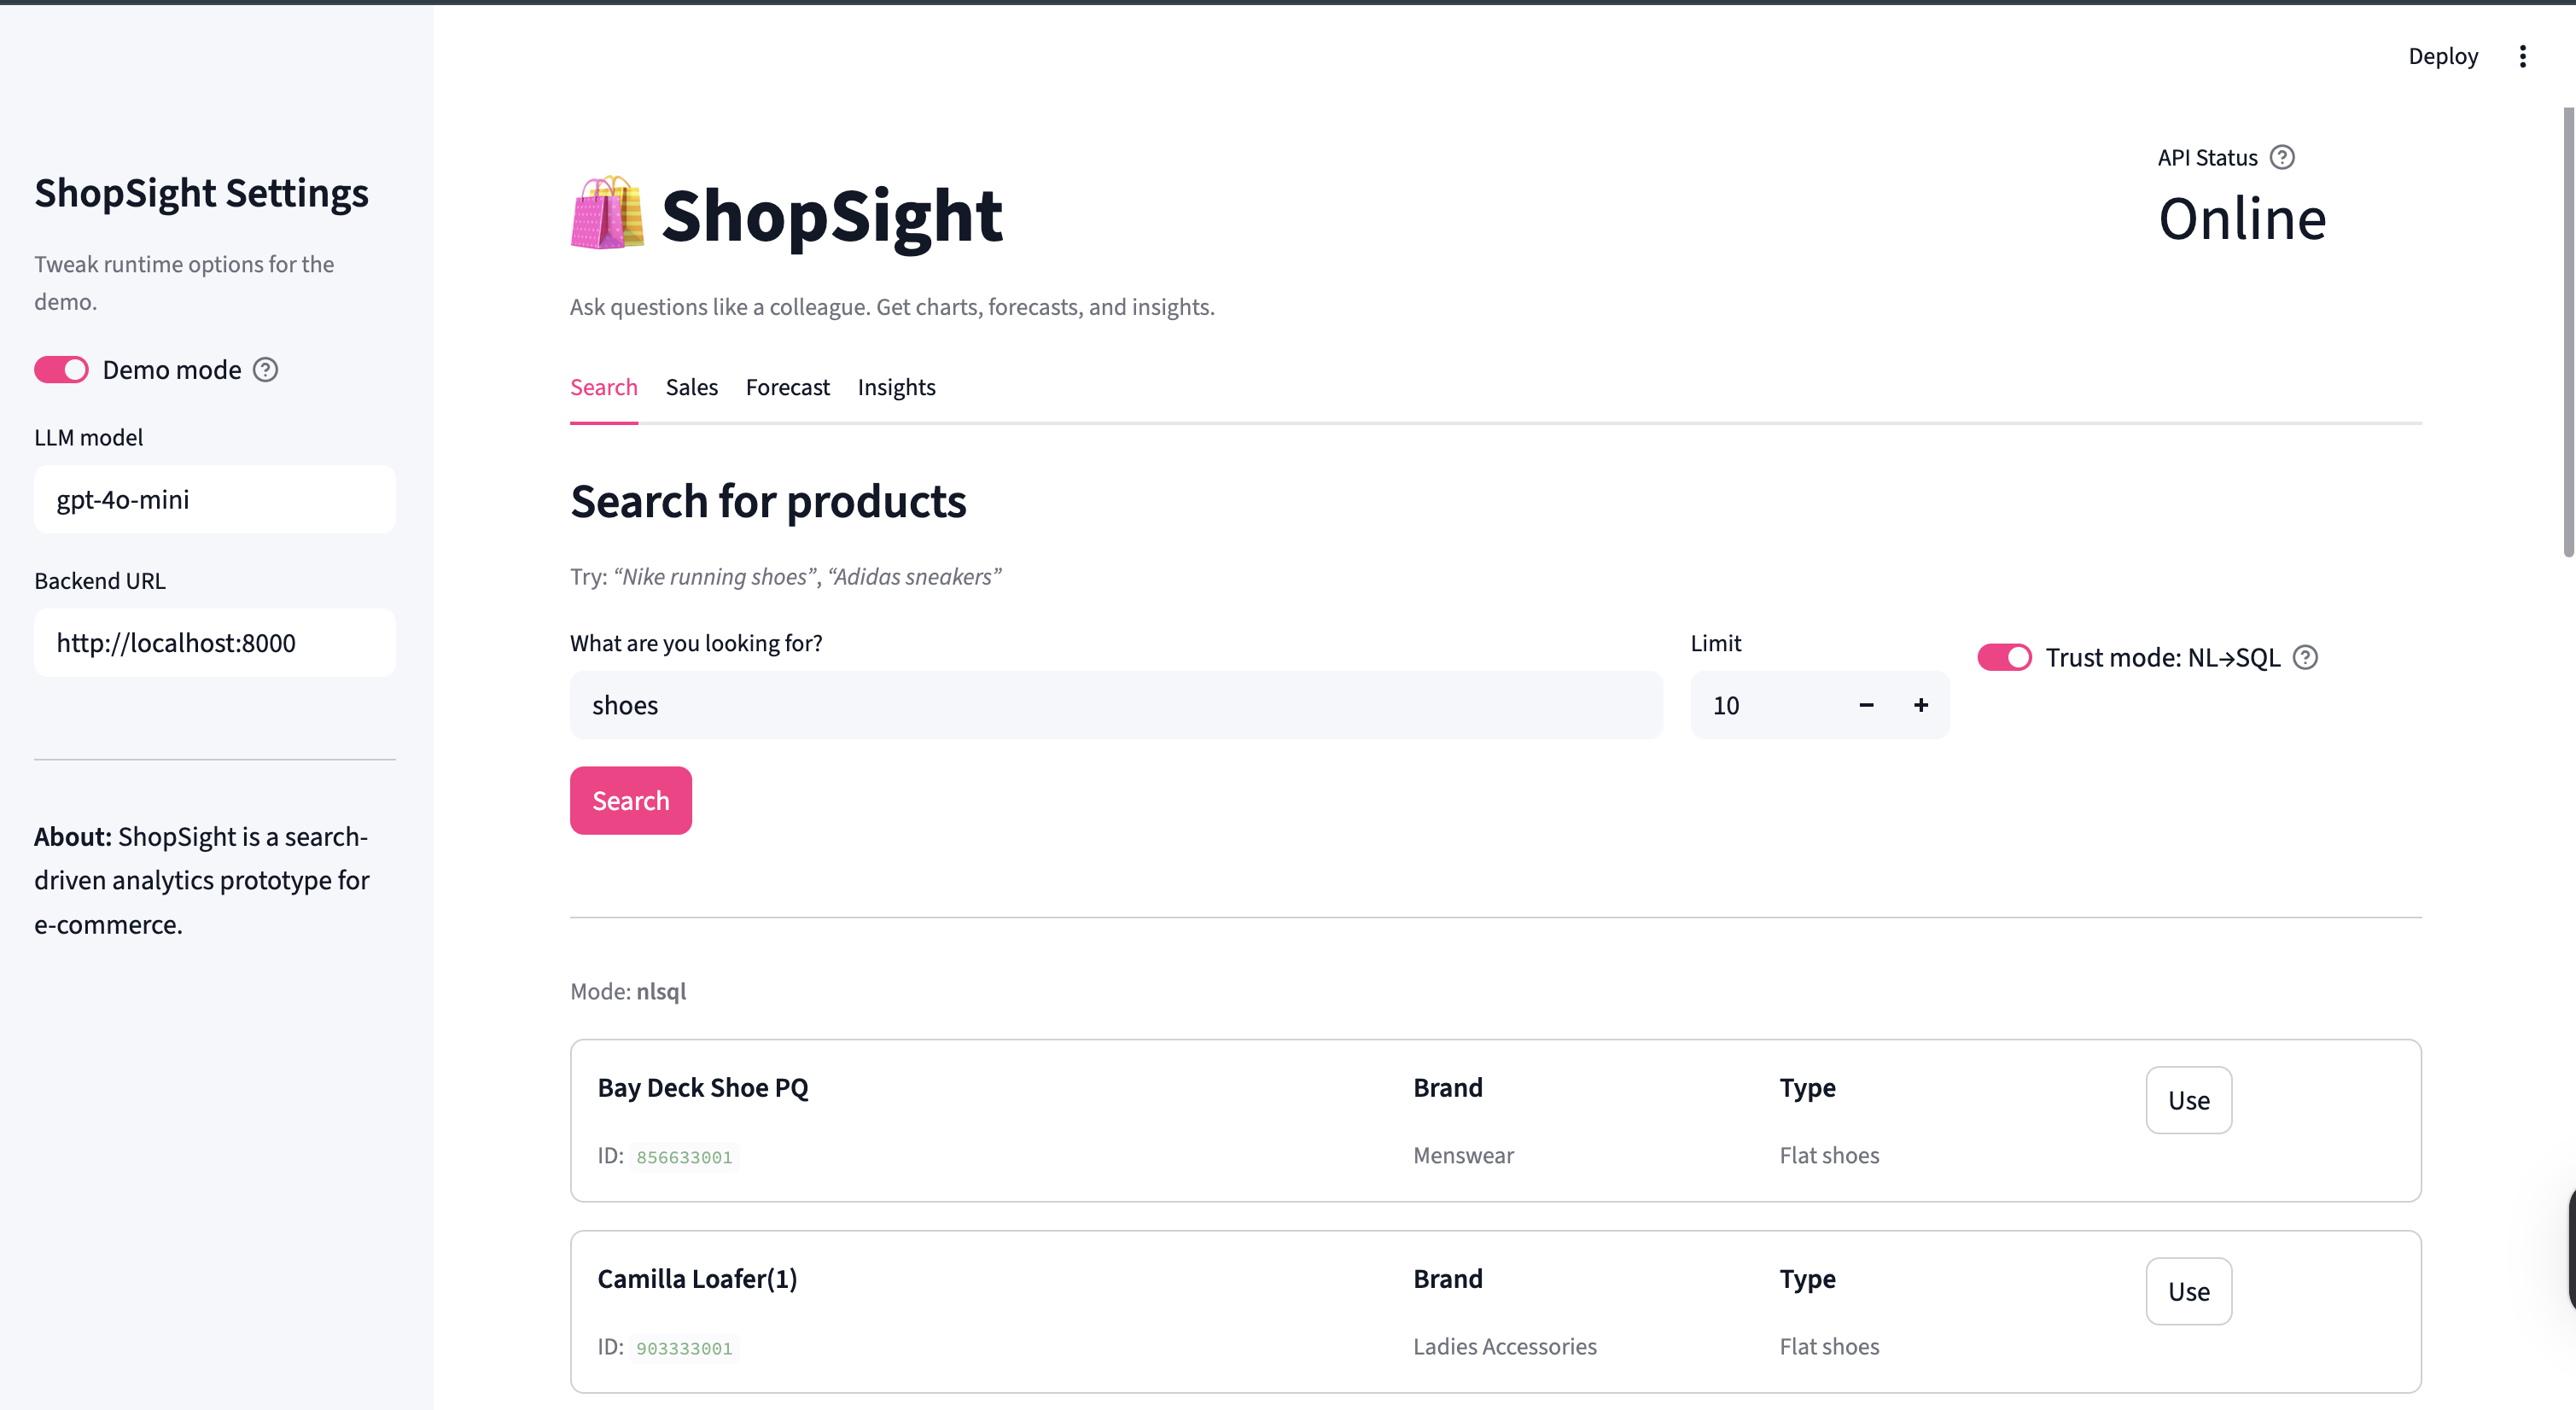 Deploy
ShopSight Settings
Tweak runtime options for the
demo.
Demo mode
LLM model
gpt-4o-mini
Backend URL
http://localhost:8000
About: ShopSight is a search-
driven analytics prototype for
e-commerce.
ShopSight
API Status
Online
Ask questions like a colleague. Get charts, forecasts, and insights.
Search Sales Forecast Insights
Search for products
Try: “Nike running shoes”, “Adidas sneakers”
What are you looking for?
shoes
Limit
10
Trust mode: NL→SQL
Search
Mode: nlsql
Bay Deck Shoe PQ Brand Type Use
ID: 856633001 Menswear Flat shoes
Camilla Loafer(1) Brand Type Use
ID: 903333001 Ladies Accessories Flat shoes